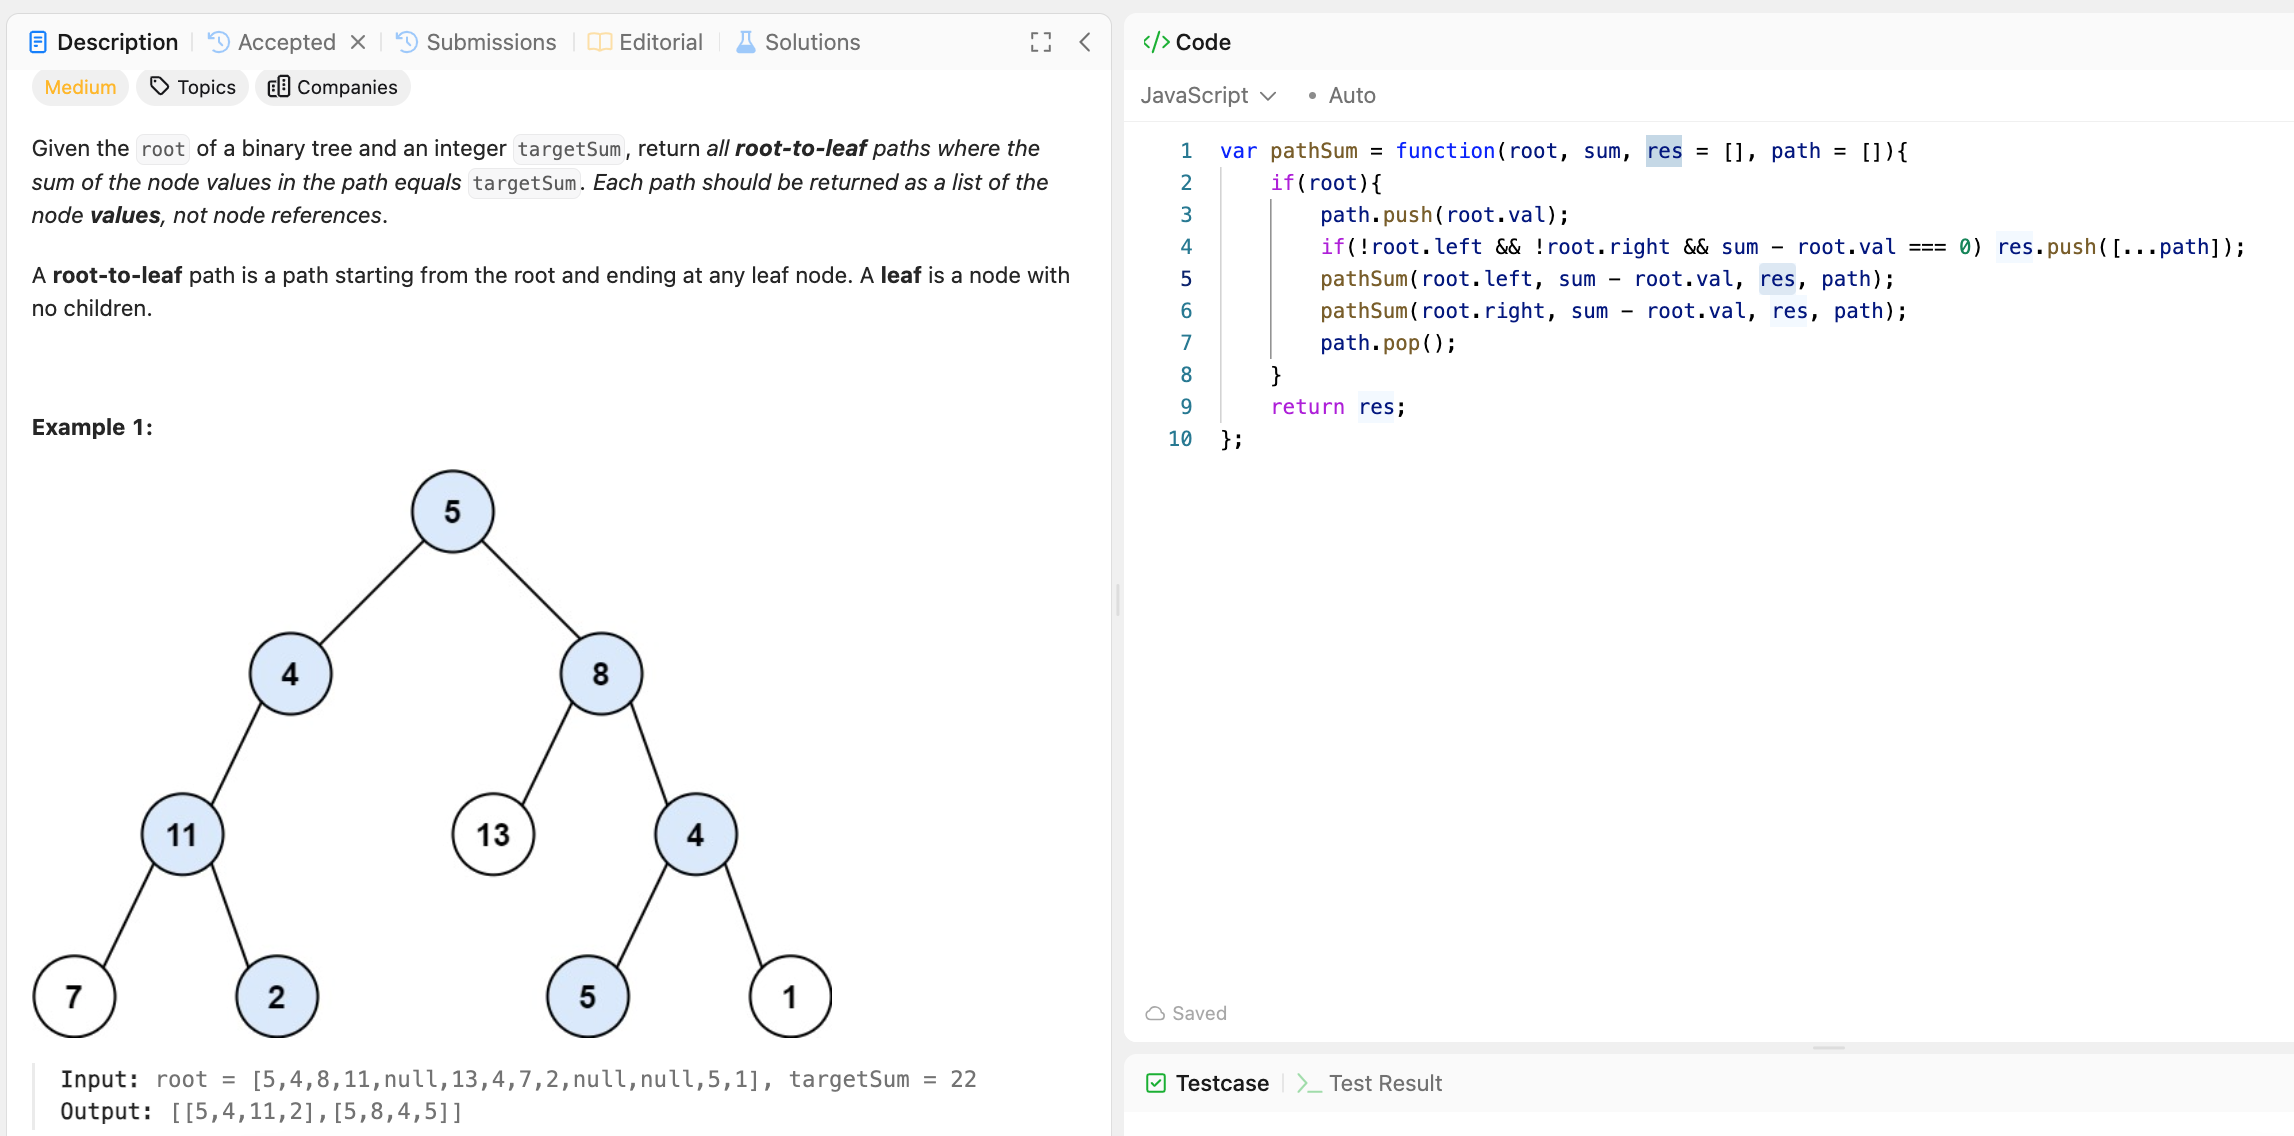 Description
Accepted
Submissions
Editorial
Solutions
Medium
Topics
Companies
Given the root of a binary tree and an integer targetSum, return all root-to-leaf paths where the
sum of the node values in the path equals targetSum. Each path should be returned as a list of the
node values, not node references.
A root-to-leaf path is a path starting from the root and ending at any leaf node. A leaf is a node with
no children.
Example 1:
5
4
8
11
13
4
7
2
5
1
Input: root = [5,4,8,11,null,13,4,7,2,null,null,5,1], targetSum = 22
Output: [[5,4,11,2],[5,8,4,5]]
</> Code
JavaScript
• Auto
1 var pathSum = function(root, sum, res = [], path = []){
2     if(root){
3         path.push(root.val);
4         if(!root.left && !root.right && sum - root.val === 0) res.push([...path]);
5         pathSum(root.left, sum - root.val, res, path);
6         pathSum(root.right, sum - root.val, res, path);
7         path.pop();
8     }
9     return res;
10 };
Saved
Testcase
>_ Test Result